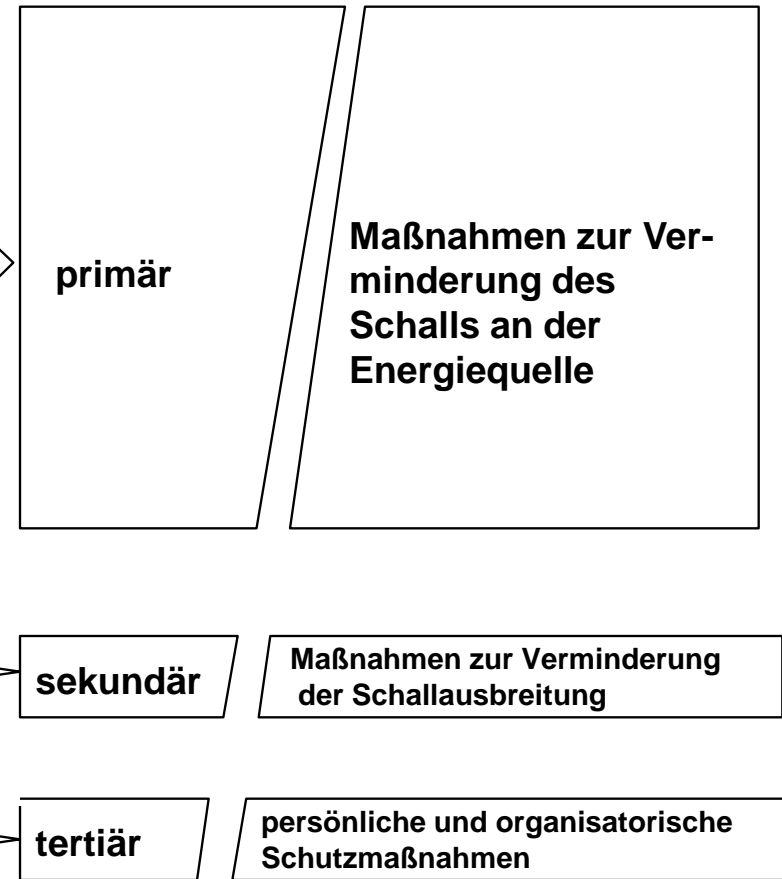 primär
Maßnahmen zur Ver-
minderung des
Schalls an der
Energiequelle
sekundär
Maßnahmen zur Verminderung
der Schallausbreitung
tertiär
persönliche und organisatorische
Schutzmaßnahmen